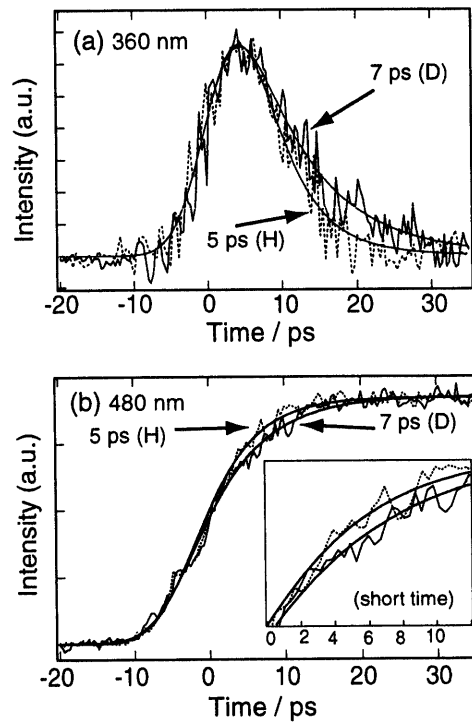 (a) 360 nm
7 ps (D)
5 ps (H)
Intensity (a.u.)
-20 -10 0 10 20 30
Time / ps
(b) 480 nm
5 ps (H)
7 ps (D)
Intensity (a.u.)
(short time)
0 2 4 6 8 10
-20 -10 0 10 20 30
Time / ps